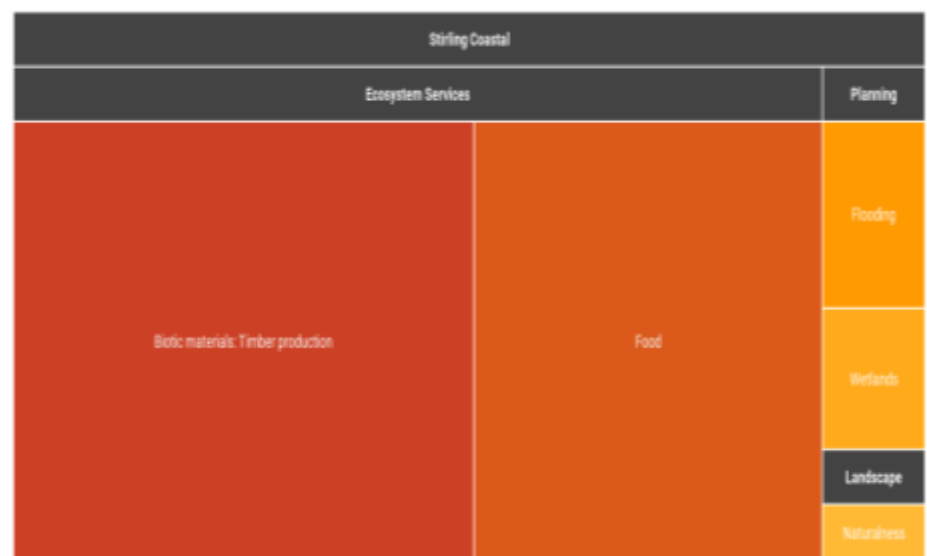 Stirling Coastal
Ecosystem Services
Planning
Flooding
Biotic materials: Timber production
Food
Wetlands
Landscape
Naturalness